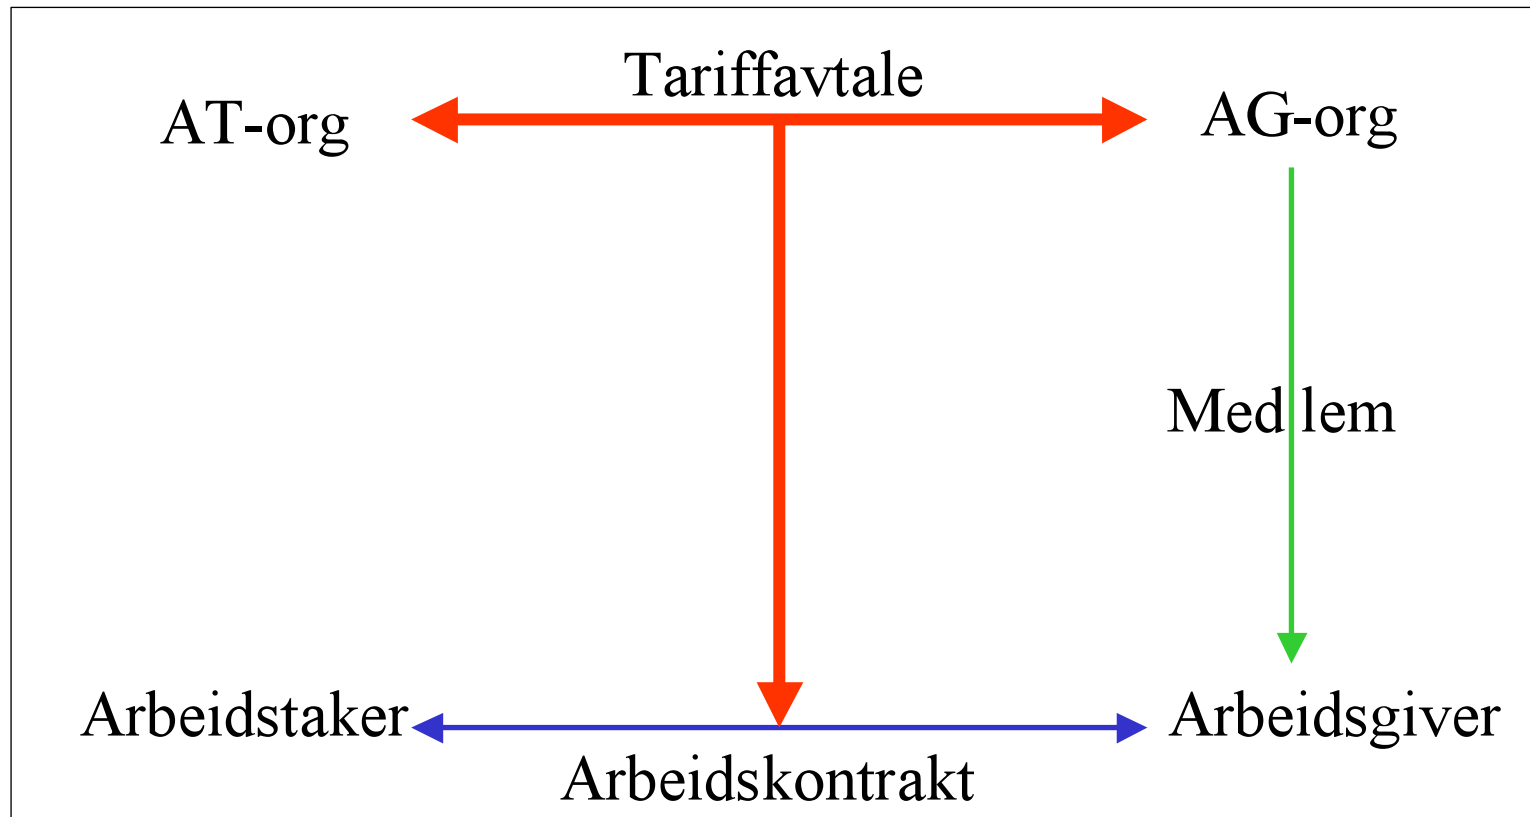 Tariffavtale
AT-org
AG-org
Medlem
Arbeidstaker
Arbeidsgiver
Arbeidskontrakt